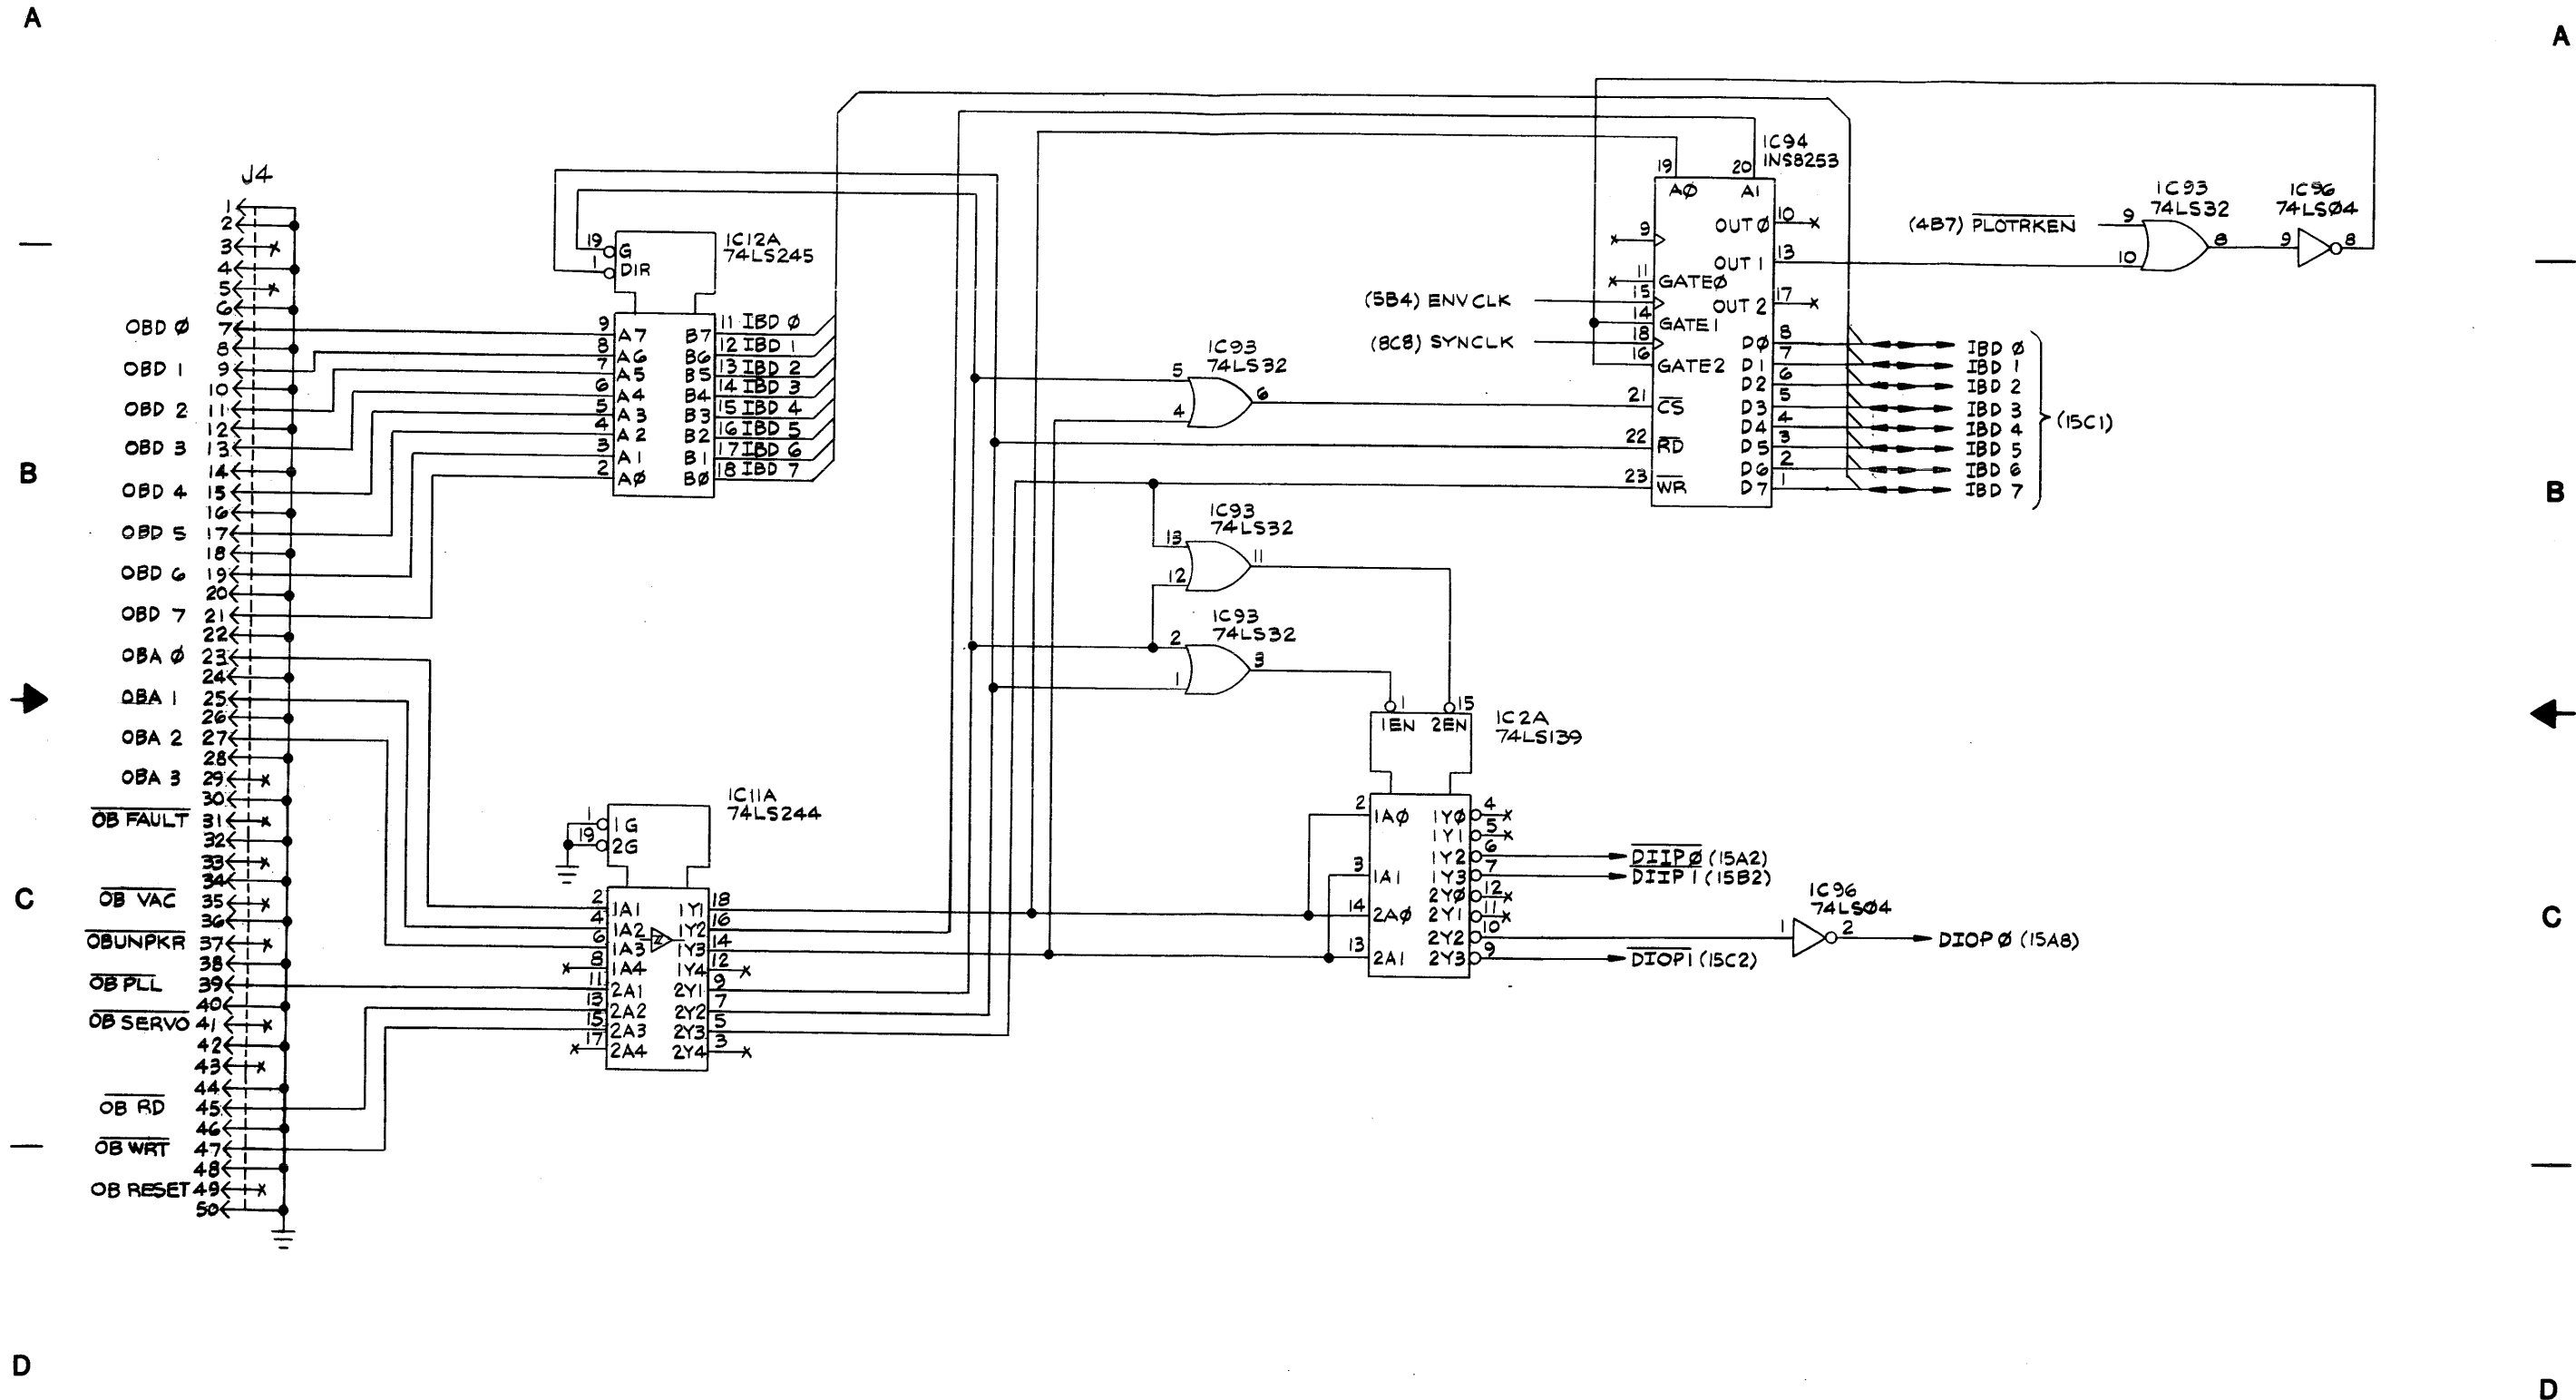 A A
J4
1
2
3
4
5
6
OBD Ø 7
8
OBD 1 9
10
OBD 2 11
12
OBD 3 13
14
OBD 4 15
16
OBD 5 17
18
OBD 6 19
20
OBD 7 21
22
OBA Ø 23
24
OBA 1 25
26
OBA 2 27
28
OBA 3 29
30
OB FAULT 31
32
33
34
OB VAC 35
36
OBUNPKR 37
38
OB PLL 39
40
OB SERVO 41
42
43
44
OB RD 45
46
OB WRT 47
48
OB RESET 49
50
IC12A
74LS245
19 G
1 DIR
9 A7 B7 11 IBD Ø
8 A6 B6 12 IBD 1
7 A5 B5 13 IBD 2
6 A4 B4 14 IBD 3
5 A3 B3 15 IBD 4
4 A2 B2 16 IBD 5
3 A1 B1 17 IBD 6
2 AØ BØ 18 IBD 7
IC11A
74LS244
1 1G
19 2G
2 1A1 1Y1 18
4 1A2 1Y2 16
6 1A3 1Y3 14
8 1A4 1Y4 12
11 2A1 2Y1 9
13 2A2 2Y2 7
15 2A3 2Y3 5
17 2A4 2Y4 3
IC93
74LS32
5
4
6
IC93
74LS32
13
12
11
IC93
74LS32
2
1
3
IC94
INS8253
19 20
AØ A1
OUT Ø 10
9
OUT 1 13
11 GATEØ
(5B4) ENVCLK 15
OUT 2 17
14 GATE1
(8C8) SYNCLK 18
16 GATE2
21 CS
22 RD
23 WR
DØ 8 IBD Ø
D1 7 IBD 1
D2 6 IBD 2
D3 5 IBD 3
D4 4 IBD 4
D5 3 IBD 5
D6 2 IBD 6
D7 1 IBD 7
(15C1)
(4B7) PLOTRKEN
IC93
74LS32
9
10
8
IC96
74LSØ4
9 8
IC2A
74LS139
1 15
1EN 2EN
2 1AØ 1YØ 4
1Y1 5
1Y2 6 DIIPØ (15A2)
3 1A1 1Y3 7 DIIP1 (15B2)
2YØ 12
14 2AØ 2Y1 11
2Y2 10
13 2A1 2Y3 9 DIOP1 (15C2)
IC96
74LSØ4
1 2 DIOPØ (15A8)
B B
C C
D D